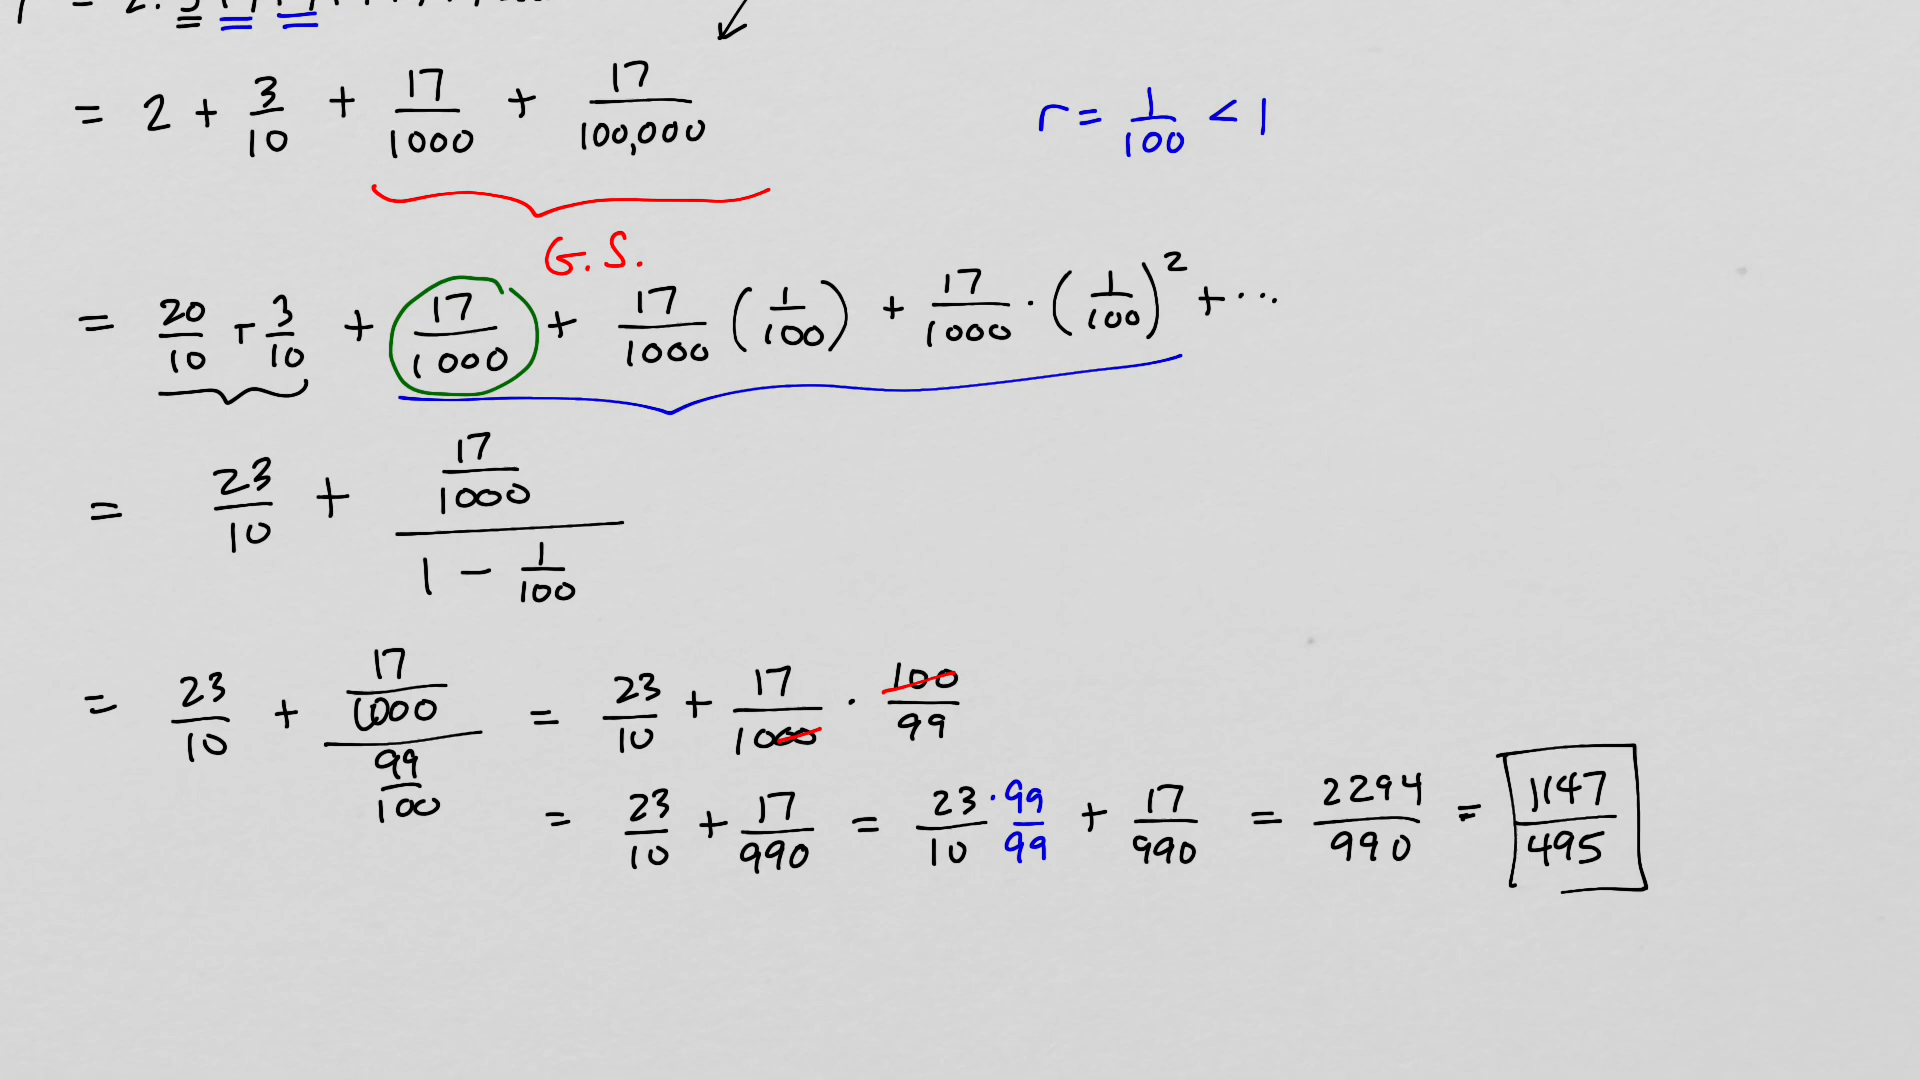 = 2 + 3/10 + 17/1000 + 17/100,000
r = 1/100 < 1
G.S.
= 20/10 + 3/10 + 17/1000 + 17/1000 (1/100) + 17/1000 · (1/100)^2 + ...
= 23/10 + (17/1000)/(1 - 1/100)
= 23/10 + (17/1000)/(99/100) = 23/10 + 17/1000 · 100/99
= 23/10 + 17/990 = 23/10 · 99/99 + 17/990 = 2294/990 = 1147/495